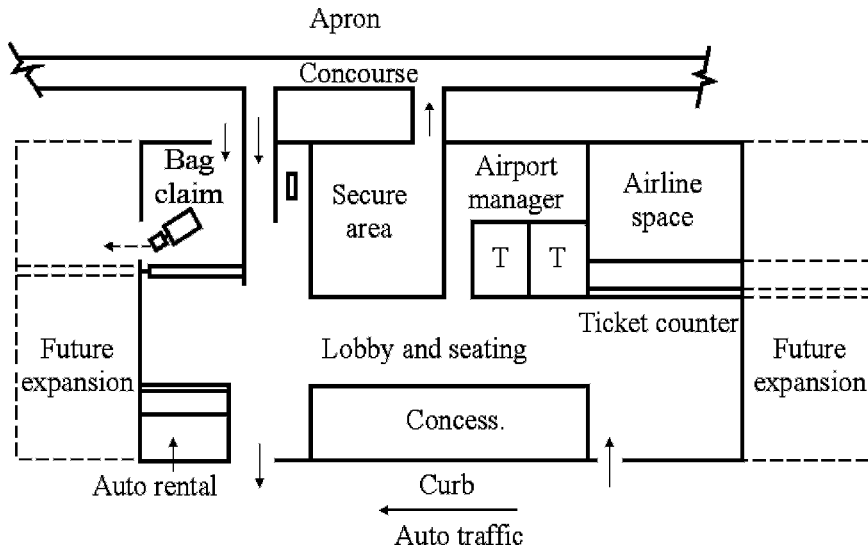 Apron
Concourse
Bag
claim
Secure
area
Airport
manager
Airline
space
T
T
Ticket counter
Future
expansion
Lobby and seating
Future
expansion
Concess.
Auto rental
Curb
Auto traffic